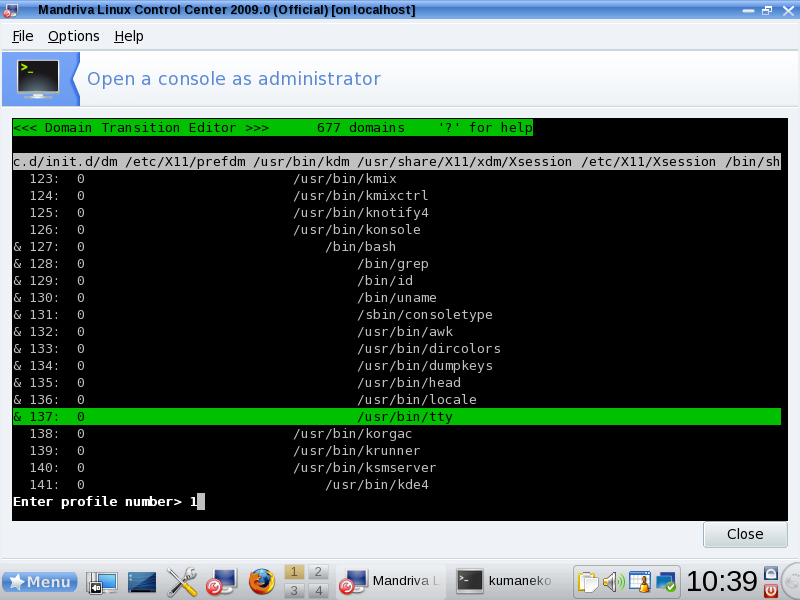 Mandriva Linux Control Center 2009.0 (Official) [on localhost]
File Options Help
>_
Open a console as administrator
<<< Domain Transition Editor >>>      677 domains    '?' for help
c.d/init.d/dm /etc/X11/prefdm /usr/bin/kdm /usr/share/X11/xdm/Xsession /etc/X11/Xsession /bin/sh
  123:  0                          /usr/bin/kmix
  124:  0                          /usr/bin/kmixctrl
  125:  0                          /usr/bin/knotify4
  126:  0                          /usr/bin/konsole
& 127:  0                              /bin/bash
& 128:  0                                  /bin/grep
& 129:  0                                  /bin/id
& 130:  0                                  /bin/uname
& 131:  0                                  /sbin/consoletype
& 132:  0                                  /usr/bin/awk
& 133:  0                                  /usr/bin/dircolors
& 134:  0                                  /usr/bin/dumpkeys
& 135:  0                                  /usr/bin/head
& 136:  0                                  /usr/bin/locale
& 137:  0                                  /usr/bin/tty
  138:  0                          /usr/bin/korgac
  139:  0                          /usr/bin/krunner
  140:  0                          /usr/bin/ksmserver
  141:  0                              /usr/bin/kde4
Enter profile number> 1
Close
Menu 1 2 3 4 Mandriva L kumaneko 10:39